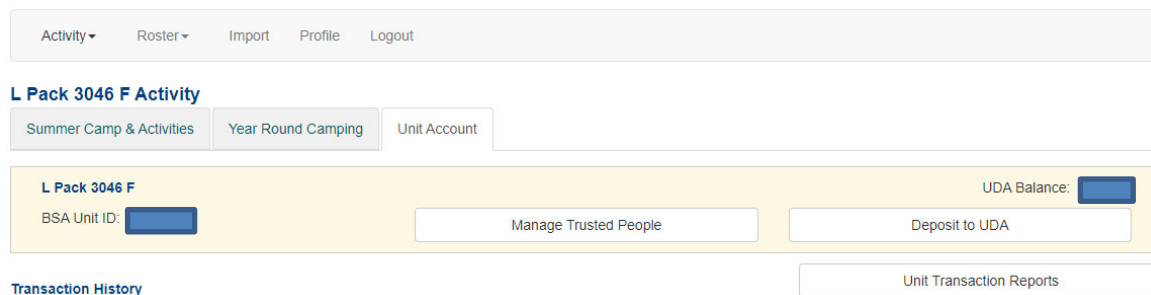 Activity Roster Import Profile Logout
L Pack 3046 F Activity
Summer Camp & Activities Year Round Camping Unit Account
L Pack 3046 F UDA Balance:
BSA Unit ID: Manage Trusted People Deposit to UDA
Unit Transaction Reports
Transaction History